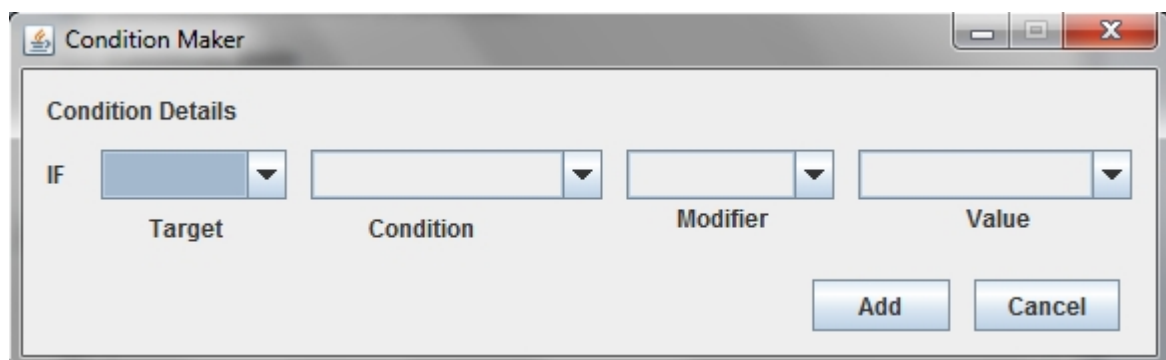 Condition Maker
Condition Details
IF
Target Condition Modifier Value
Add Cancel